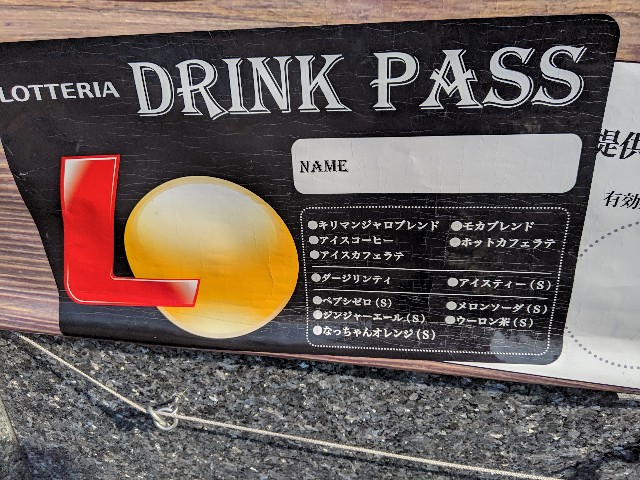 LOTTERIA DRINK PASS
NAME
●キリマンジャロブレンド ●モカブレンド
●アイスコーヒー ●ホットカフェラテ
●アイスカフェラテ
●ダージリンティ ●アイスティー(S)
●ペプシゼロ(S) ●メロンソーダ(S)
●ジンジャーエール(S) ●ウーロン茶(S)
●なっちゃんオレンジ(S)
提供
有効
L